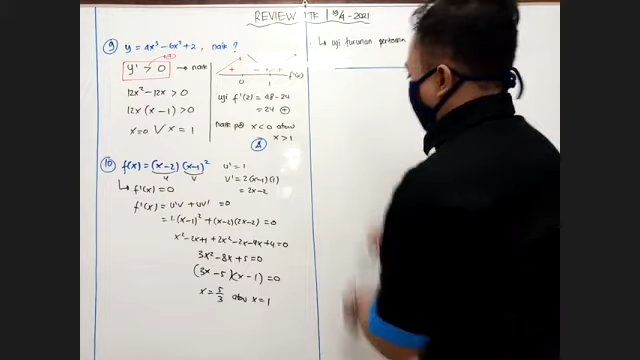 REVIEW ITF 19/4-2021
9 y = 4x³ - 6x² + 2, naik ?
y' > 0 → naik
12x² - 12x > 0
12x(x - 1) > 0
x = 0 V x = 1
+ - - + +
0 1 f'(x)
uji f'(2) = 48 - 24
= 24 +
naik pd x < 0 atau
x > 1
A
10 f(x) = (x-2) (x-1)²
u v
↳ f'(x) = 0
f'(x) = u'v + uv' = 0
= 1.(x-1)² + (x-2)(2x-2) = 0
x² - 2x + 1 + 2x² - 2x - 4x + 4 = 0
3x² - 8x + 5 = 0
(3x - 5)(x - 1) = 0
x = 5/3 atau x = 1
u' = 1
v' = 2(x-1)(1)
= 2x - 2
↳ uji turunan pertama